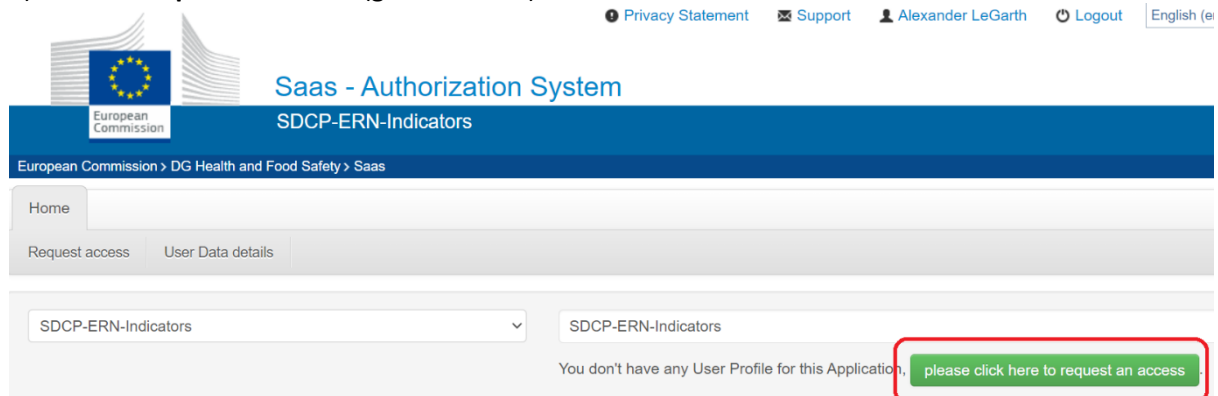 Privacy Statement Support Alexander LeGarth Logout English (e
Saas - Authorization System
European
Commission
SDCP-ERN-Indicators
European Commission > DG Health and Food Safety > Saas
Home
Request access User Data details
SDCP-ERN-Indicators SDCP-ERN-Indicators
You don't have any User Profile for this Application, please click here to request an access .